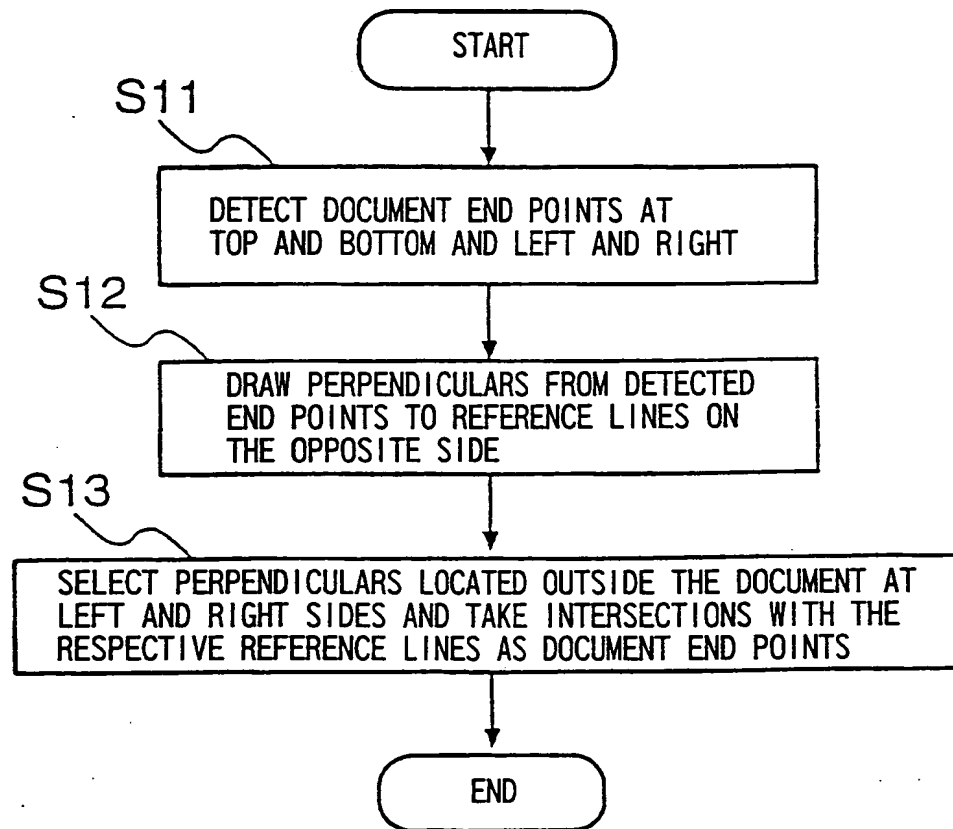 START
S11
DETECT DOCUMENT END POINTS AT
TOP AND BOTTOM AND LEFT AND RIGHT
S12
DRAW PERPENDICULARS FROM DETECTED
END POINTS TO REFERENCE LINES ON
THE OPPOSITE SIDE
S13
SELECT PERPENDICULARS LOCATED OUTSIDE THE DOCUMENT AT
LEFT AND RIGHT SIDES AND TAKE INTERSECTIONS WITH THE
RESPECTIVE REFERENCE LINES AS DOCUMENT END POINTS
END